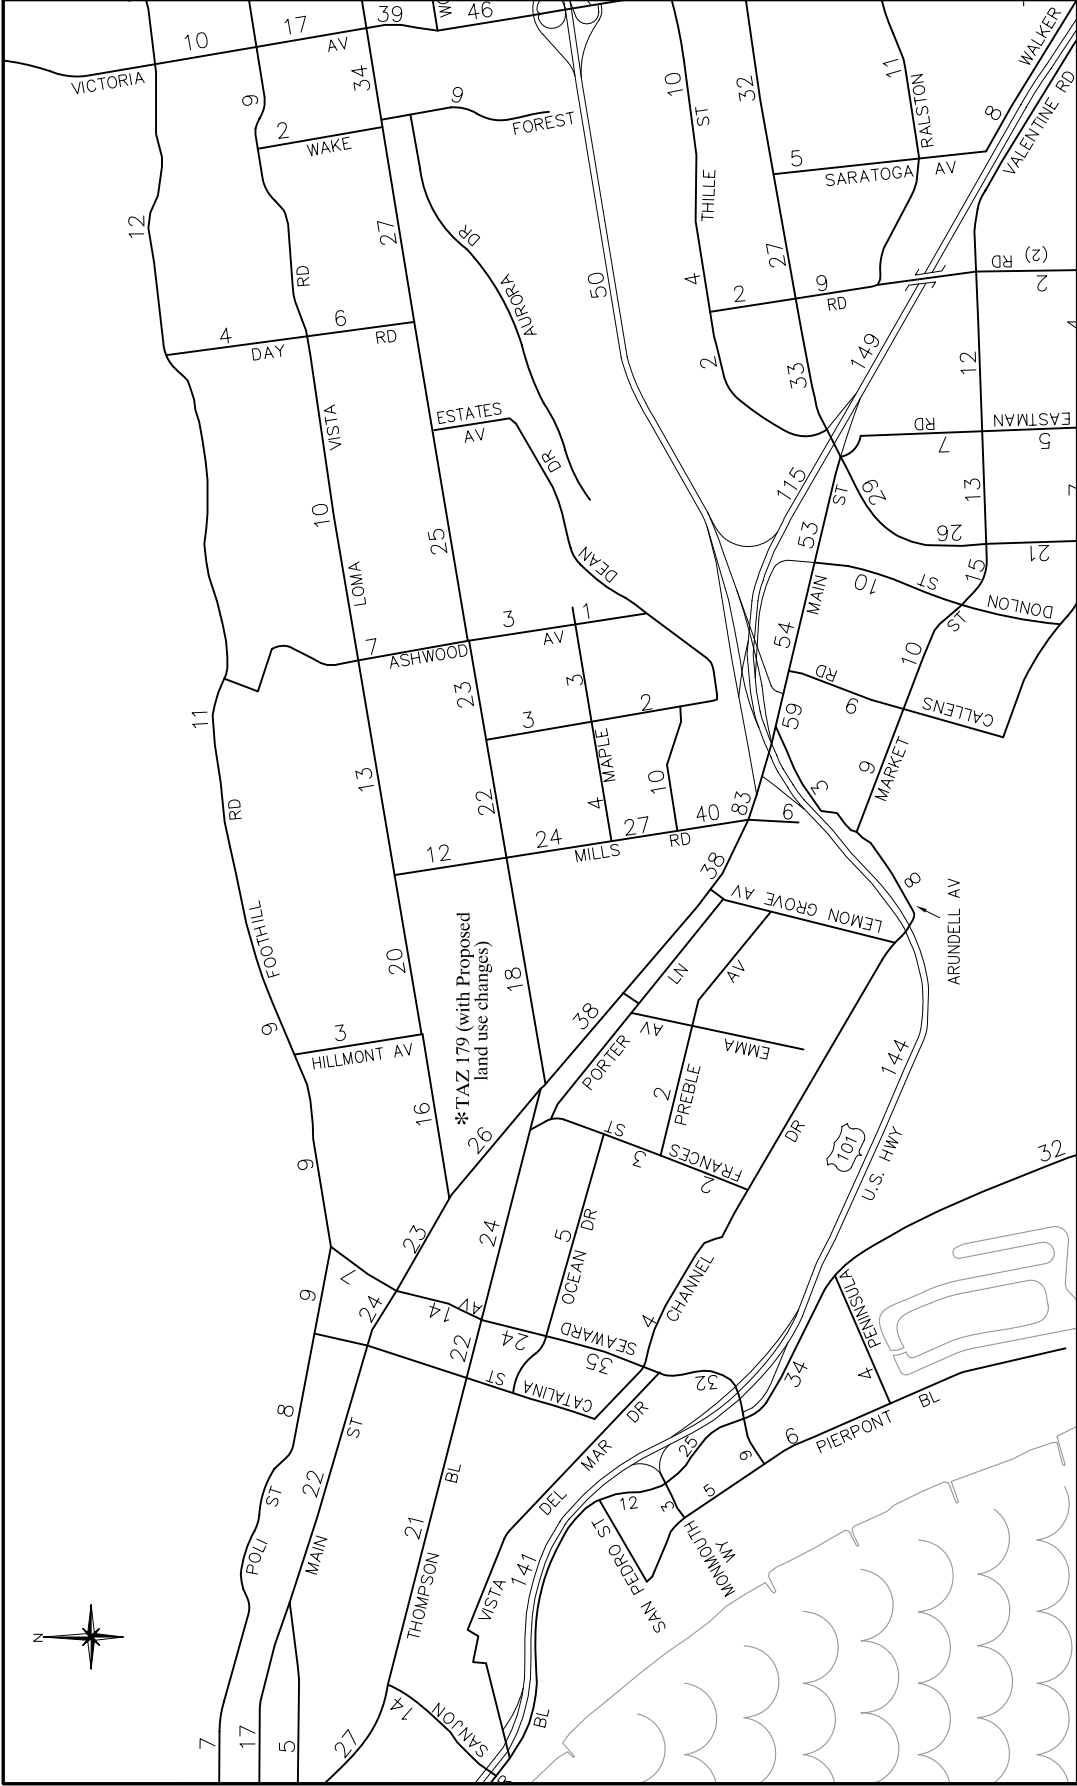 10
17
39
WO
46
VICTORIA
AV
34
9
2
WAKE
9
FOREST
10
ST
32
11
RALSTON
8
WALKER
VALENTINE RD
5
SARATOGA AV
12
27
DR
AURORA
50
THILLE
4
27
2
9
RD
RD (2)
2
RD
4
DAY
6
RD
149
2
33
12
4
VISTA
ESTATES
AV
DR
RD
7
EASTMAN
5
10
25
115
ST
29
13
7
53
26
21
LOMA
DEAN
MAIN
10
ST
15
DONLON
ST
7
ASHWOOD
3
AV
1
54
RD
10
11
23
3
3
2
59
9
CALLENS
RD
13
22
MAPLE
4
10
3
9
MARKET
12
24
27
40
83
6
MILLS
RD
38
8
ARUNDELL AV
FOOTHILL
20
*TAZ 179 (with Proposed
land use changes)
18
LEMON GROVE AV
LN
AV
9
3
HILLMONT AV
38
PORTER
AV
EMMA
144
16
26
2
PREBLE
ST
3
FRANCES
2
DR
101
U.S. HWY
32
9
23
24
5
OCEAN
DR
CHANNEL
4
9
7
24
14
AV
22
24
SEAWARD
35
ST
CATALINA
32
34
PENINSULA
4
8
22
ST
BL
DR
MAR
DEL
25
9
6
PIERPONT
BL
5
12
3
MONMOUTH
WY
SAN PEDRO ST
POLI
ST
MAIN
21
THOMPSON
VISTA
141
N
7
17
5
27
14
SANJON
BL